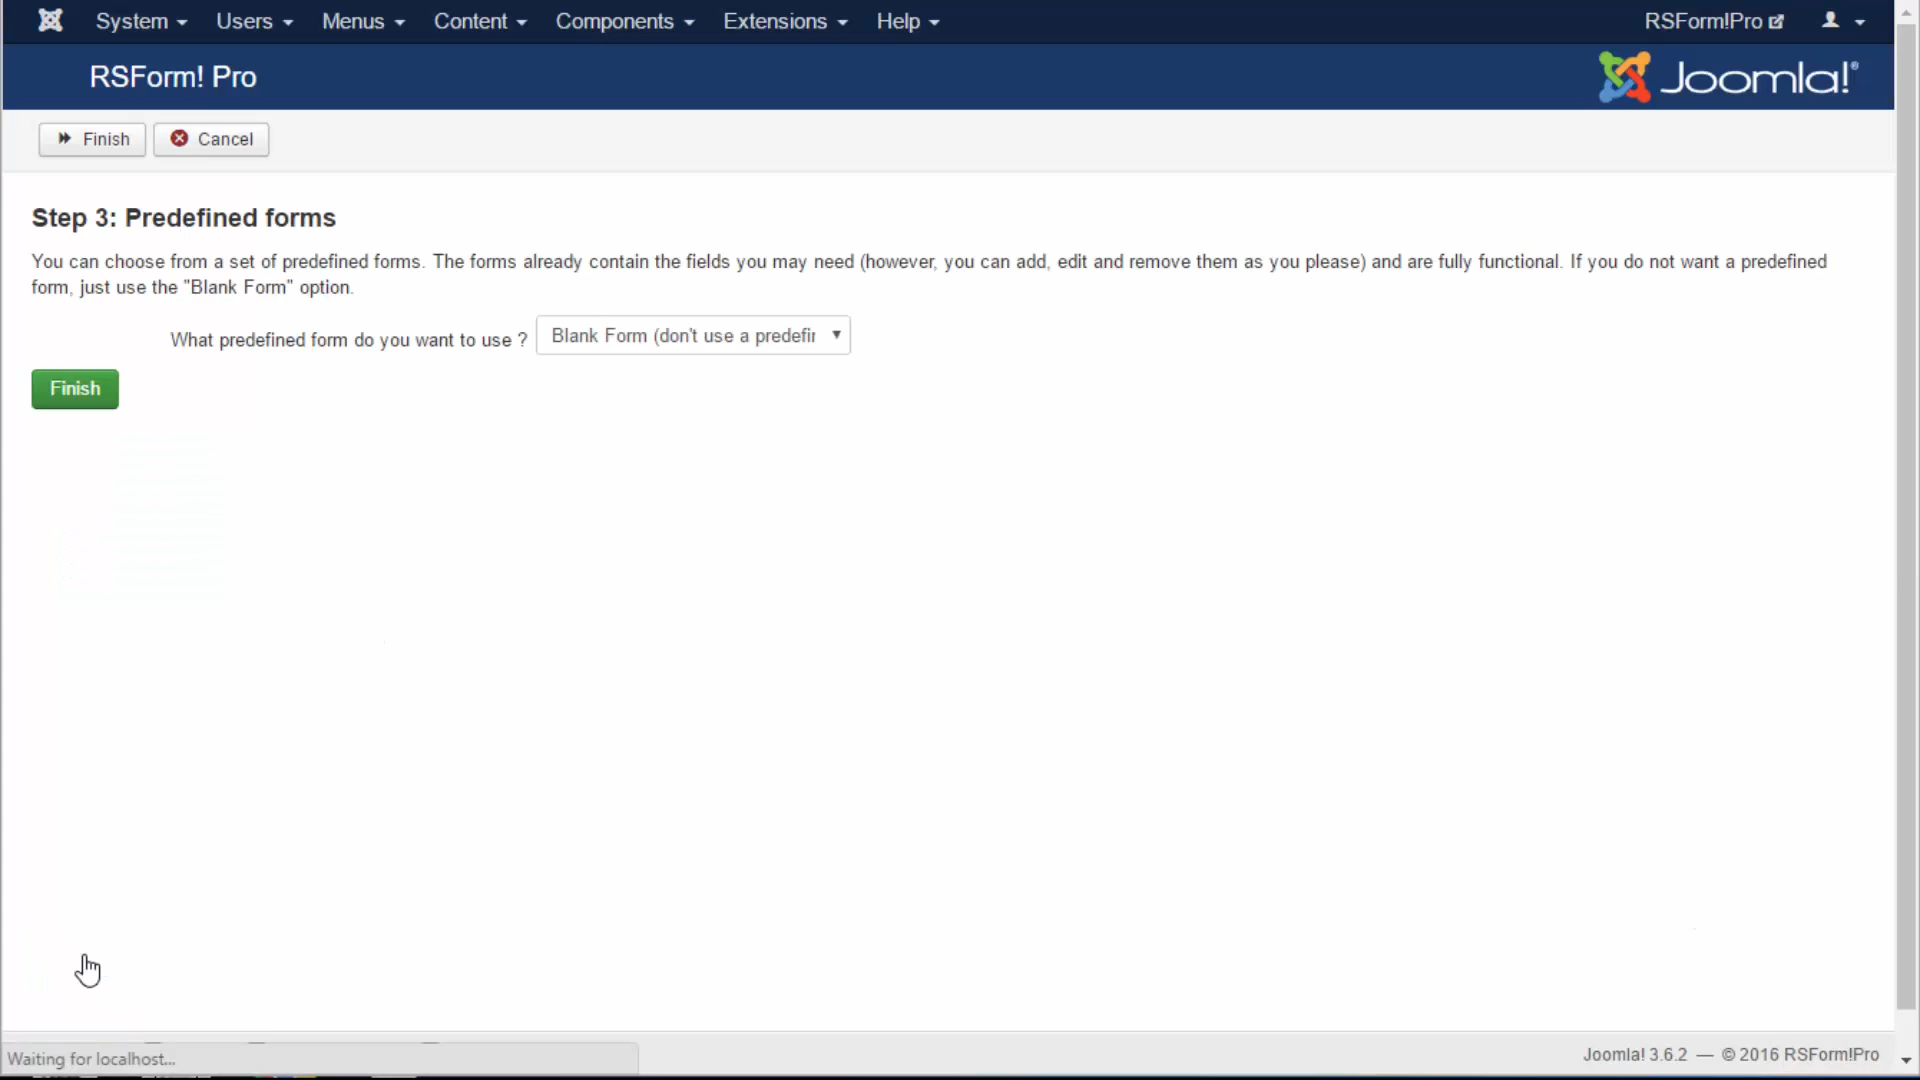 System Users Menus Content Components Extensions Help RSForm!Pro
RSForm! Pro Joomla!®
Finish Cancel
Step 3: Predefined forms
You can choose from a set of predefined forms. The forms already contain the fields you may need (however, you can add, edit and remove them as you please) and are fully functional. If you do not want a predefined
form, just use the "Blank Form" option.
What predefined form do you want to use ? Blank Form (don't use a predefir
Finish
Waiting for localhost...
Joomla! 3.6.2 — © 2016 RSForm!Pro